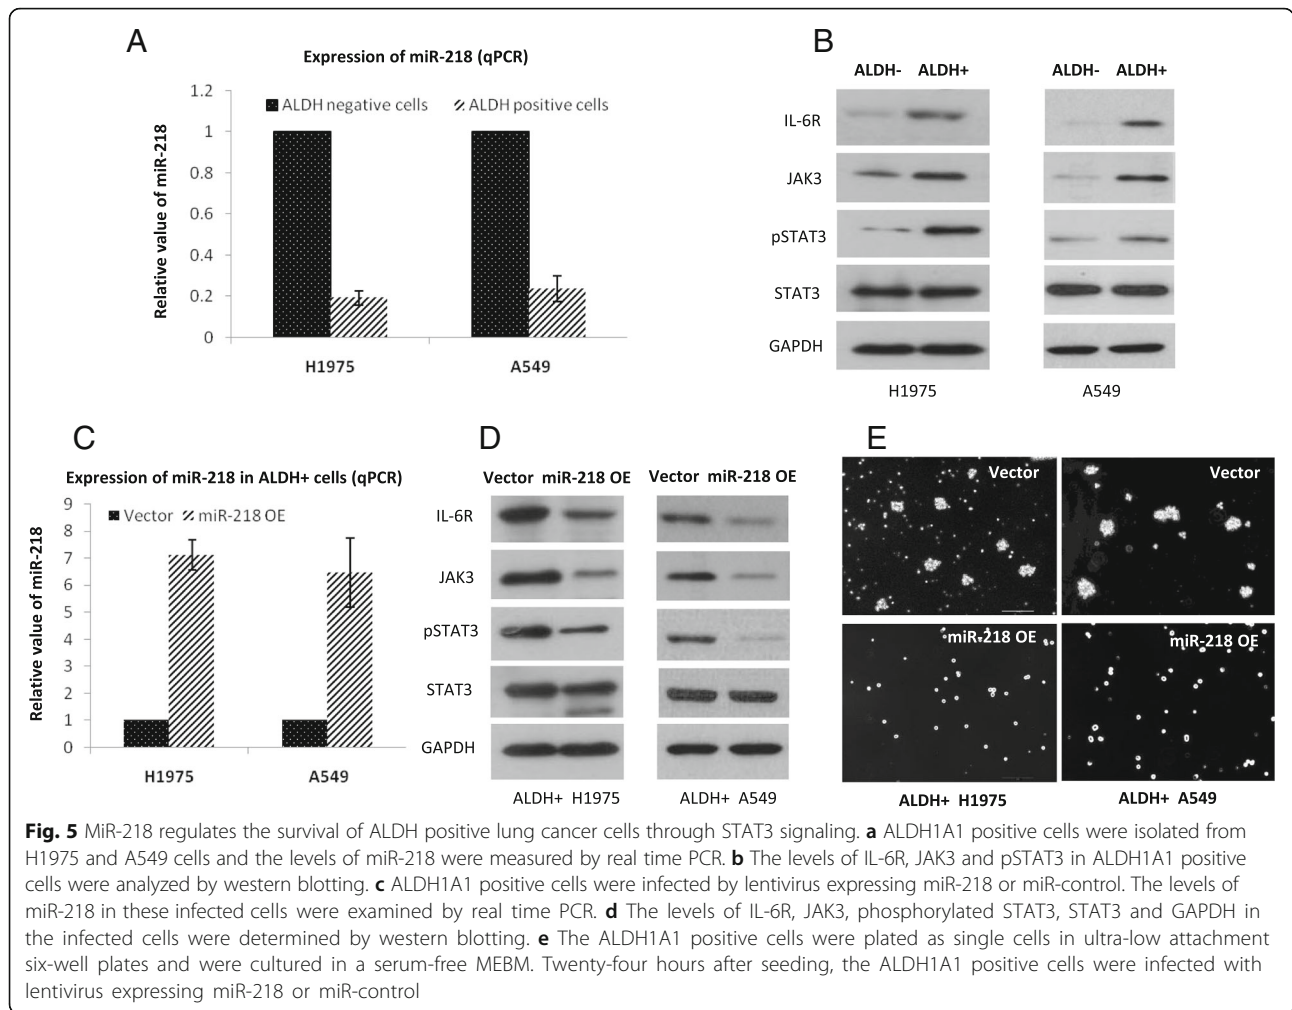 A
Expression of miR-218 (qPCR)
Relative value of miR-218
1.2
1
0.8
0.6
0.4
0.2
0
ALDH negative cells
ALDH positive cells
H1975
A549
B
ALDH- ALDH+
ALDH- ALDH+
IL-6R
JAK3
pSTAT3
STAT3
GAPDH
H1975
A549
C
Expression of miR-218 in ALDH+ cells (qPCR)
Relative value of miR-218
9
8
7
6
5
4
3
2
1
0
Vector
miR-218 OE
H1975
A549
D
Vector miR-218 OE
Vector miR-218 OE
IL-6R
JAK3
pSTAT3
STAT3
GAPDH
ALDH+ H1975
ALDH+ A549
E
Vector
Vector
miR-218 OE
miR-218 OE
ALDH+ H1975
ALDH+ A549
Fig. 5 MiR-218 regulates the survival of ALDH positive lung cancer cells through STAT3 signaling. a ALDH1A1 positive cells were isolated from
H1975 and A549 cells and the levels of miR-218 were measured by real time PCR. b The levels of IL-6R, JAK3 and pSTAT3 in ALDH1A1 positive
cells were analyzed by western blotting. c ALDH1A1 positive cells were infected by lentivirus expressing miR-218 or miR-control. The levels of
miR-218 in these infected cells were examined by real time PCR. d The levels of IL-6R, JAK3, phosphorylated STAT3, STAT3 and GAPDH in
the infected cells were determined by western blotting. e The ALDH1A1 positive cells were plated as single cells in ultra-low attachment
six-well plates and were cultured in a serum-free MEBM. Twenty-four hours after seeding, the ALDH1A1 positive cells were infected with
lentivirus expressing miR-218 or miR-control